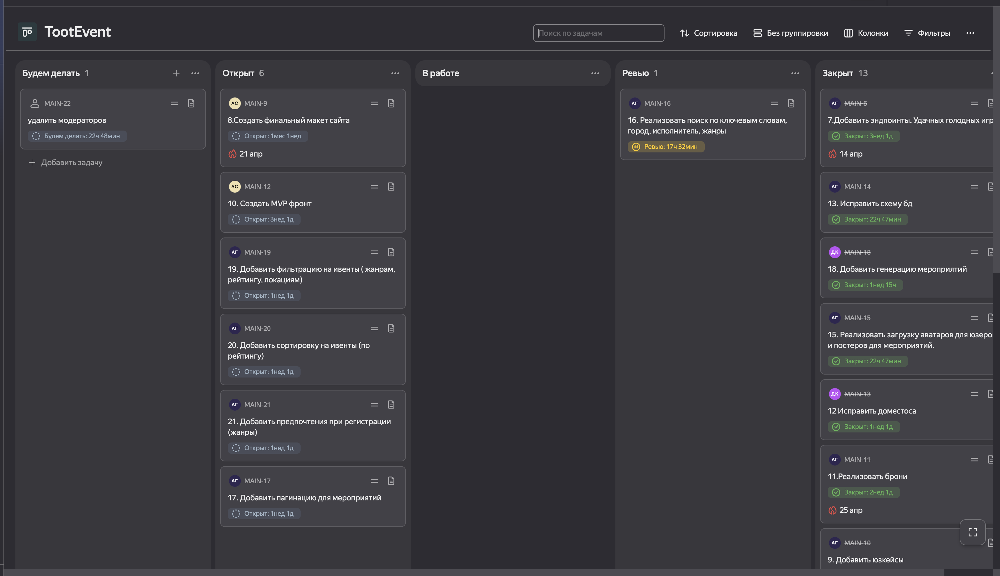 TootEvent
Поиск по задачам
Сортировка
Без группировки
Колонки
Фильтры
Будем делать 1
MAIN-22
удалить модераторов
Будем делать: 22ч 48мин
Добавить задачу
Открыт 6
АС MAIN-9
8.Создать финальный макет сайта
Открыт: 1мес 1нед
21 апр
АС MAIN-12
10. Создать MVP фронт
Открыт: 3нед 1д
АГ MAIN-19
19. Добавить фильтрацию на ивенты ( жанрам,
рейтингу, локациям)
Открыт: 1нед 1д
АГ MAIN-20
20. Добавить сортировку на ивенты (по
рейтингу)
Открыт: 1нед 1д
АГ MAIN-21
21. Добавить предпочтения при регистрации
(жанры)
Открыт: 1нед 1д
АГ MAIN-17
17. Добавить пагинацию для мероприятий
Открыт: 1нед 1д
В работе
Ревью 1
АГ MAIN-16
16. Реализовать поиск по ключевым словам,
город, исполнитель, жанры
Ревью: 17ч 32мин
Закрыт 13
АГ MAIN-6
7.Добавить эндпоинты. Удачных голодных игр
Закрыт: 3нед 1д
14 апр
АГ MAIN-14
13. Исправить схему бд
Закрыт: 22ч 47мин
ДК MAIN-18
18. Добавить генерацию мероприятий
Закрыт: 1нед 15ч
АГ MAIN-15
15. Реализовать загрузку аватаров для юзеро
и постеров для мероприятий.
Закрыт: 22ч 47мин
ДК MAIN-13
12 Исправить доместоса
Закрыт: 1нед 1д
АГ MAIN-11
11.Реализовать брони
Закрыт: 2нед 1д
25 апр
АГ MAIN-10
9. Добавить юзкейсы